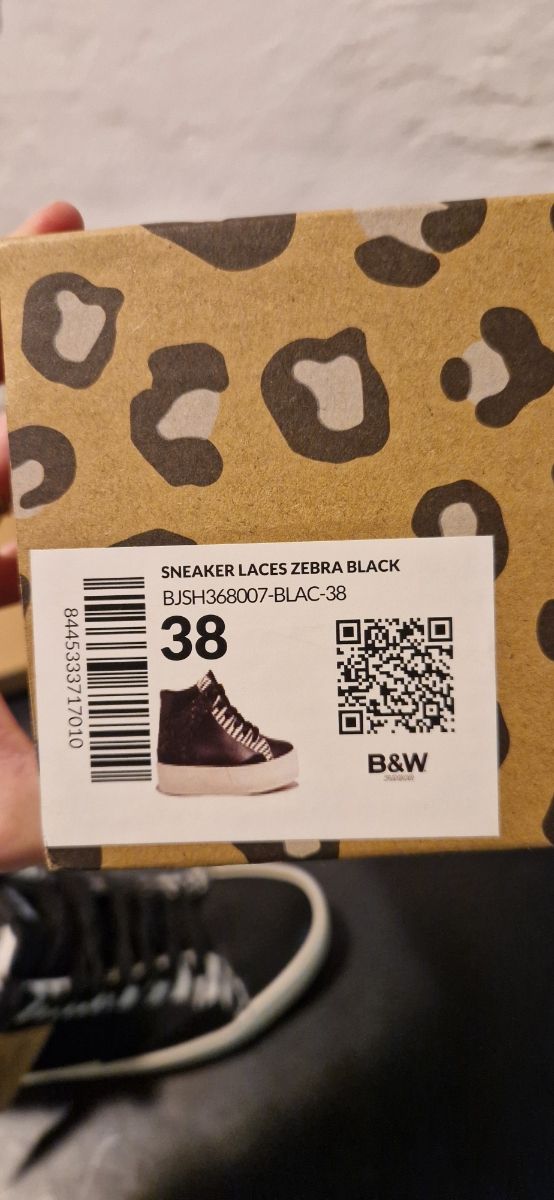 SNEAKER LACES ZEBRA BLACK
BJSH368007-BLAC-38
38
8445333717010
B&W